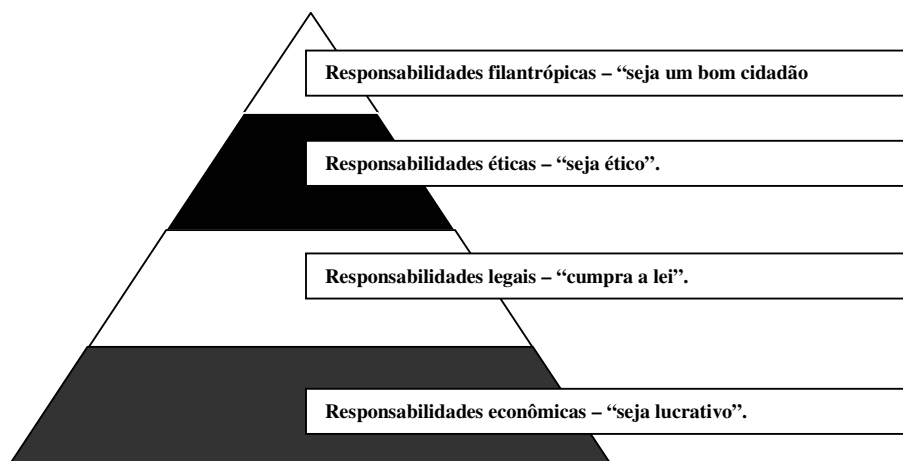 Responsabilidades filantrópicas – “seja um bom cidadão
Responsabilidades éticas – “seja ético”.
Responsabilidades legais – “cumpra a lei”.
Responsabilidades econômicas – “seja lucrativo”.